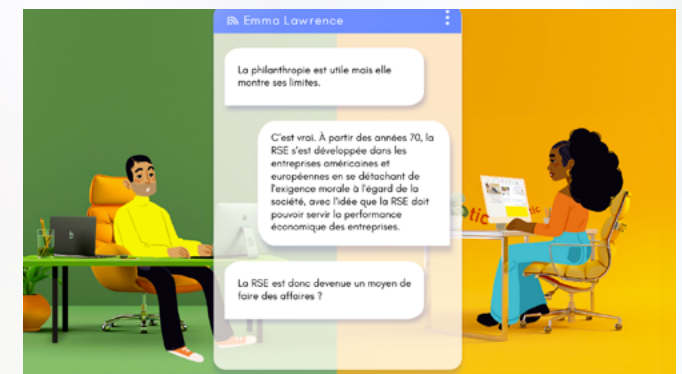 Emma Lawrence
La philanthropie est utile mais elle
montre ses limites.
C'est vrai. À partir des années 70, la
RSE s'est développée dans les
entreprises américaines et
européennes en se détachant de
l'exigence morale à l'égard de la
société, avec l'idée que la RSE doit
pouvoir servir la performance
économique des entreprises.
tic
tic
La RSE est donc devenue un moyen de
faire des affaires ?